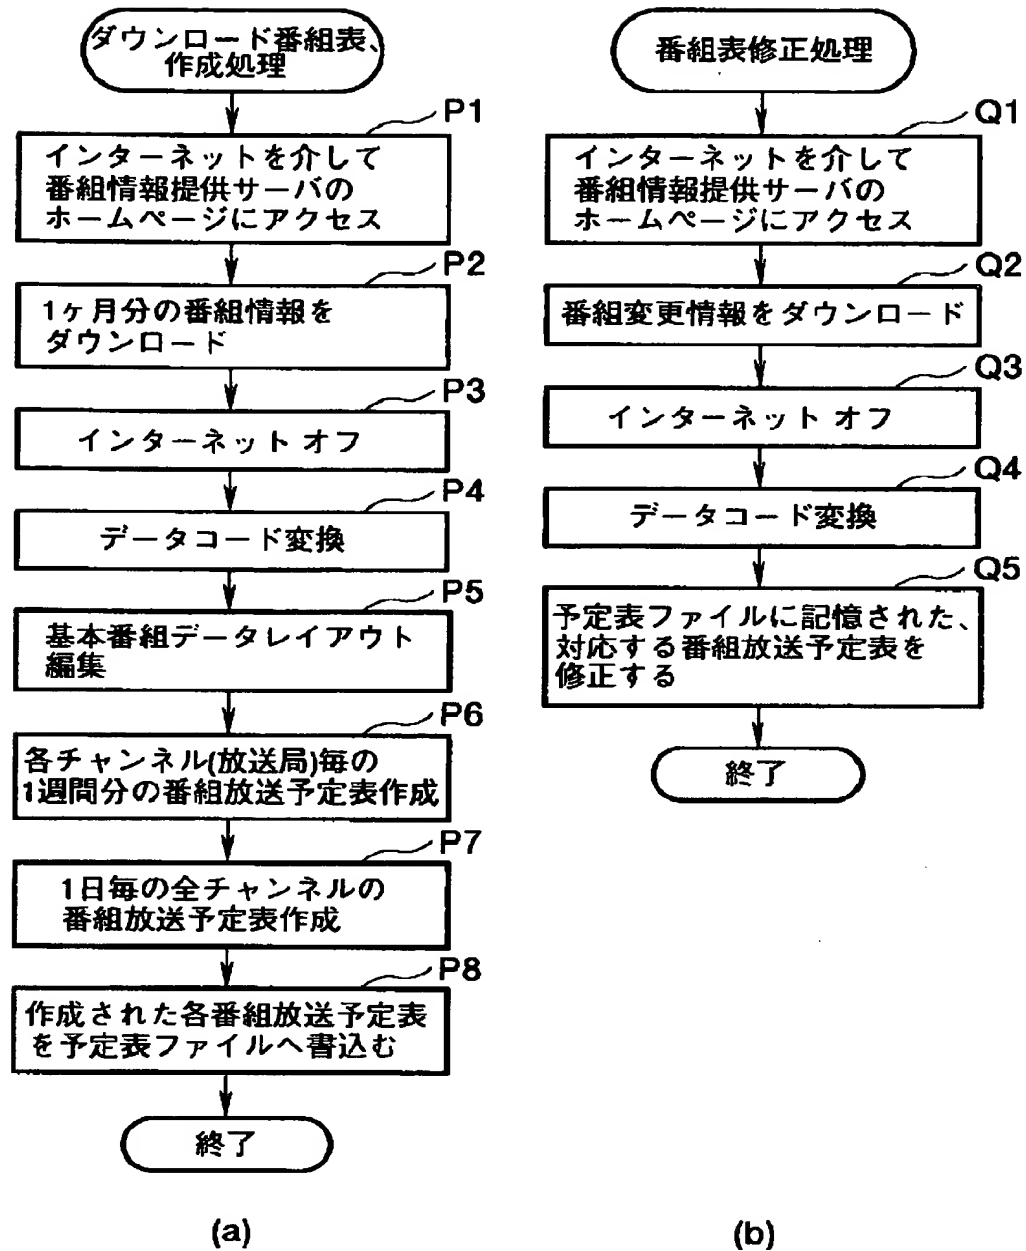 ダウンロード番組表、
作成処理
P1
インターネットを介して
番組情報提供サーバの
ホームページにアクセス
P2
1ヶ月分の番組情報を
ダウンロード
P3
インターネット オフ
P4
データコード変換
P5
基本番組データレイアウト
編集
P6
各チャンネル(放送局)毎の
1週間分の番組放送予定表作成
P7
1日毎の全チャンネルの
番組放送予定表作成
P8
作成された各番組放送予定表
を予定表ファイルへ書込む
終了
(a)
番組表修正処理
Q1
インターネットを介して
番組情報提供サーバの
ホームページにアクセス
Q2
番組変更情報をダウンロード
Q3
インターネット オフ
Q4
データコード変換
Q5
予定表ファイルに記憶された、
対応する番組放送予定表を
修正する
終了
(b)